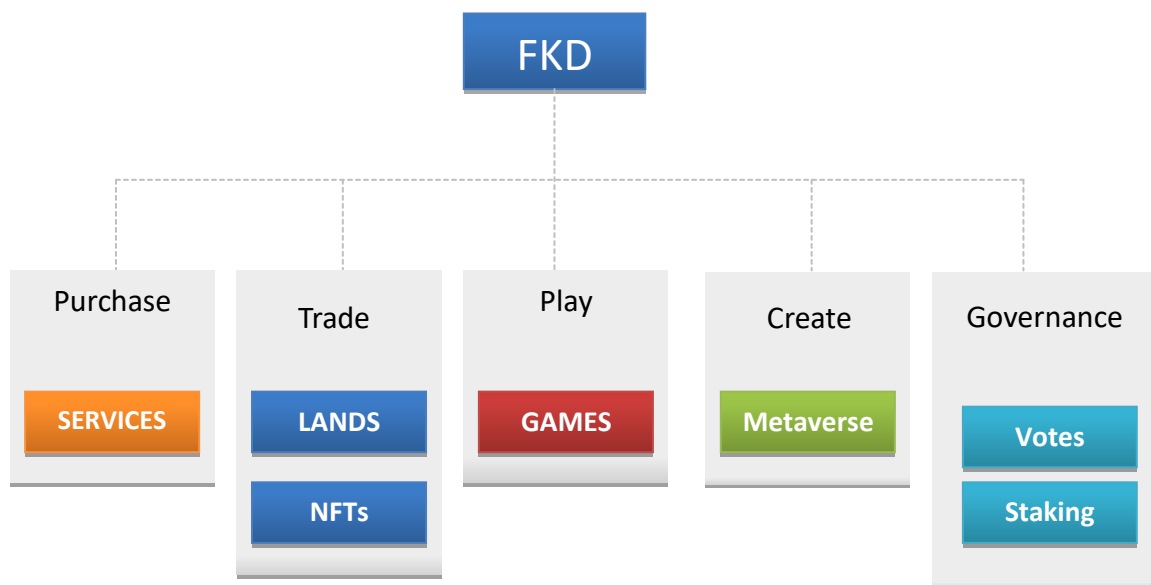 FKD
Purchase
SERVICES
Trade
LANDS
NFTs
Play
GAMES
Create
Metaverse
Governance
Votes
Staking